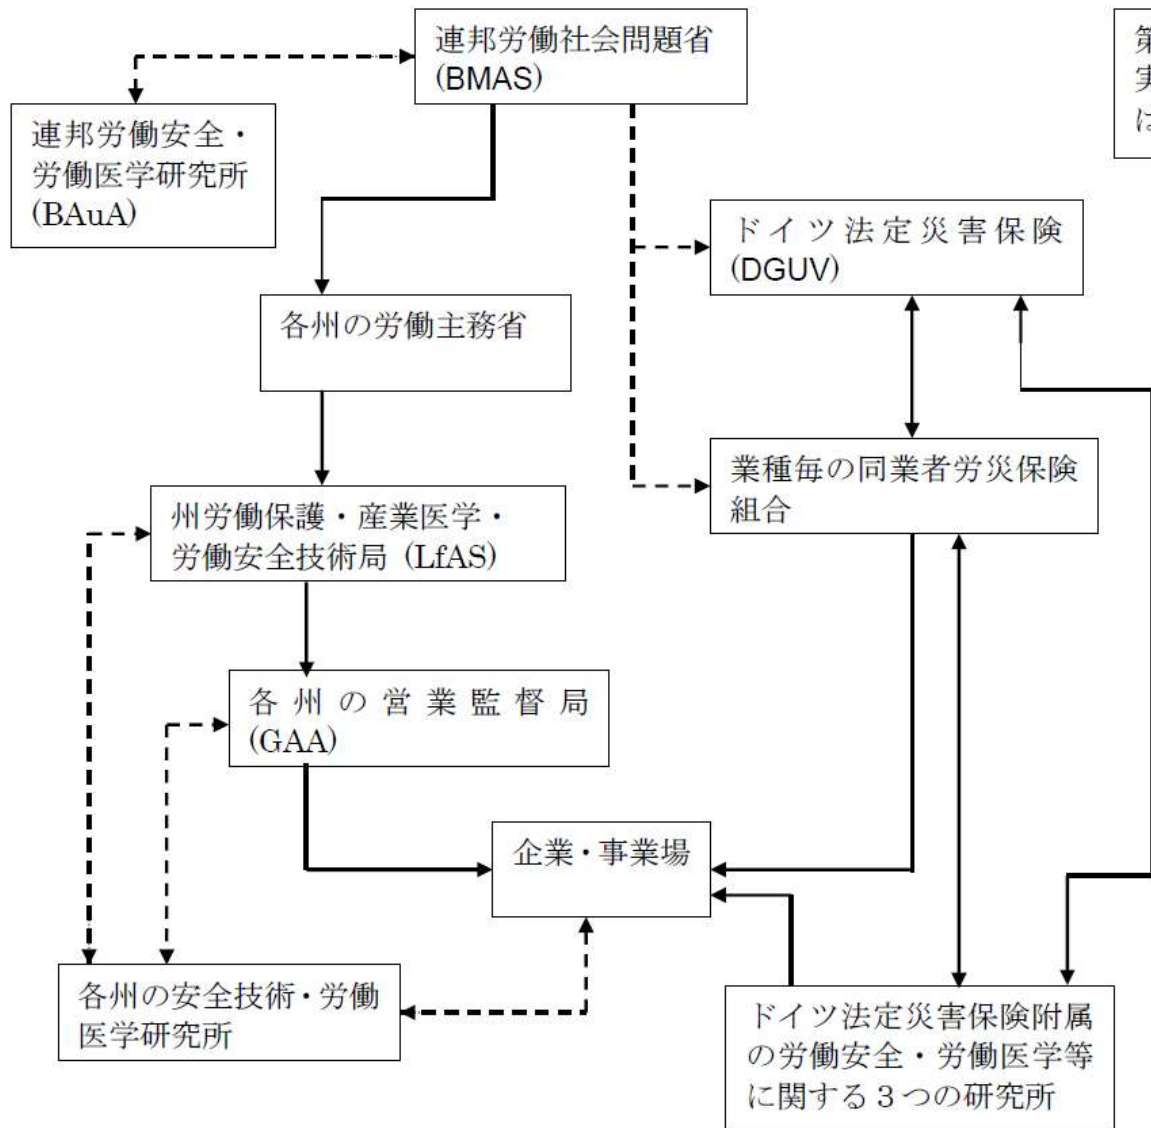 連邦労働社会問題省
(BMAS)
第
実
は
連邦労働安全・
労働医学研究所
(BAuA)
ドイツ法定災害保険
(DGUV)
各州の労働主務省
業種毎の同業者労災保険
組合
州労働保護・産業医学・
労働安全技術局 (LfAS)
各州の営業監督局
(GAA)
企業・事業場
各州の安全技術・労働
医学研究所
ドイツ法定災害保険附属
の労働安全・労働医学等
に関する３つの研究所